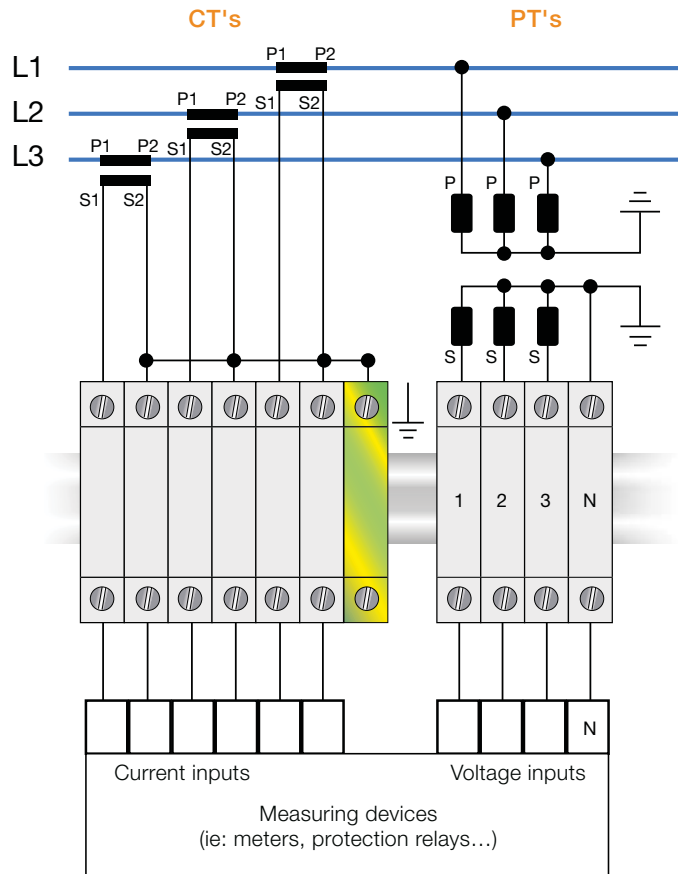 CT's PT's
P1 P2
L1
S1 S2
P1 P2
L2
S1 S2
P1 P2
L3
S1 S2
P P P
S S S
1 2 3 N
N
Current inputs Voltage inputs
Measuring devices
(ie: meters, protection relays...)